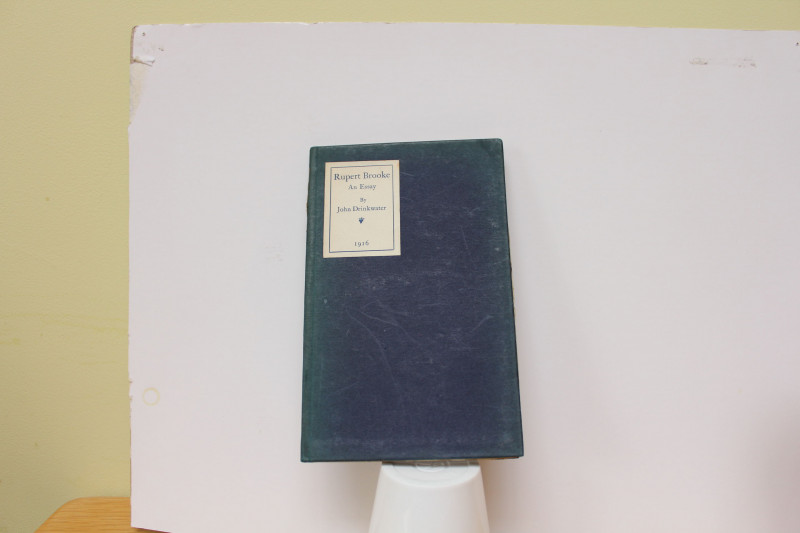 Rupert Brooke
An Essay
by
John Drinkwater
1916